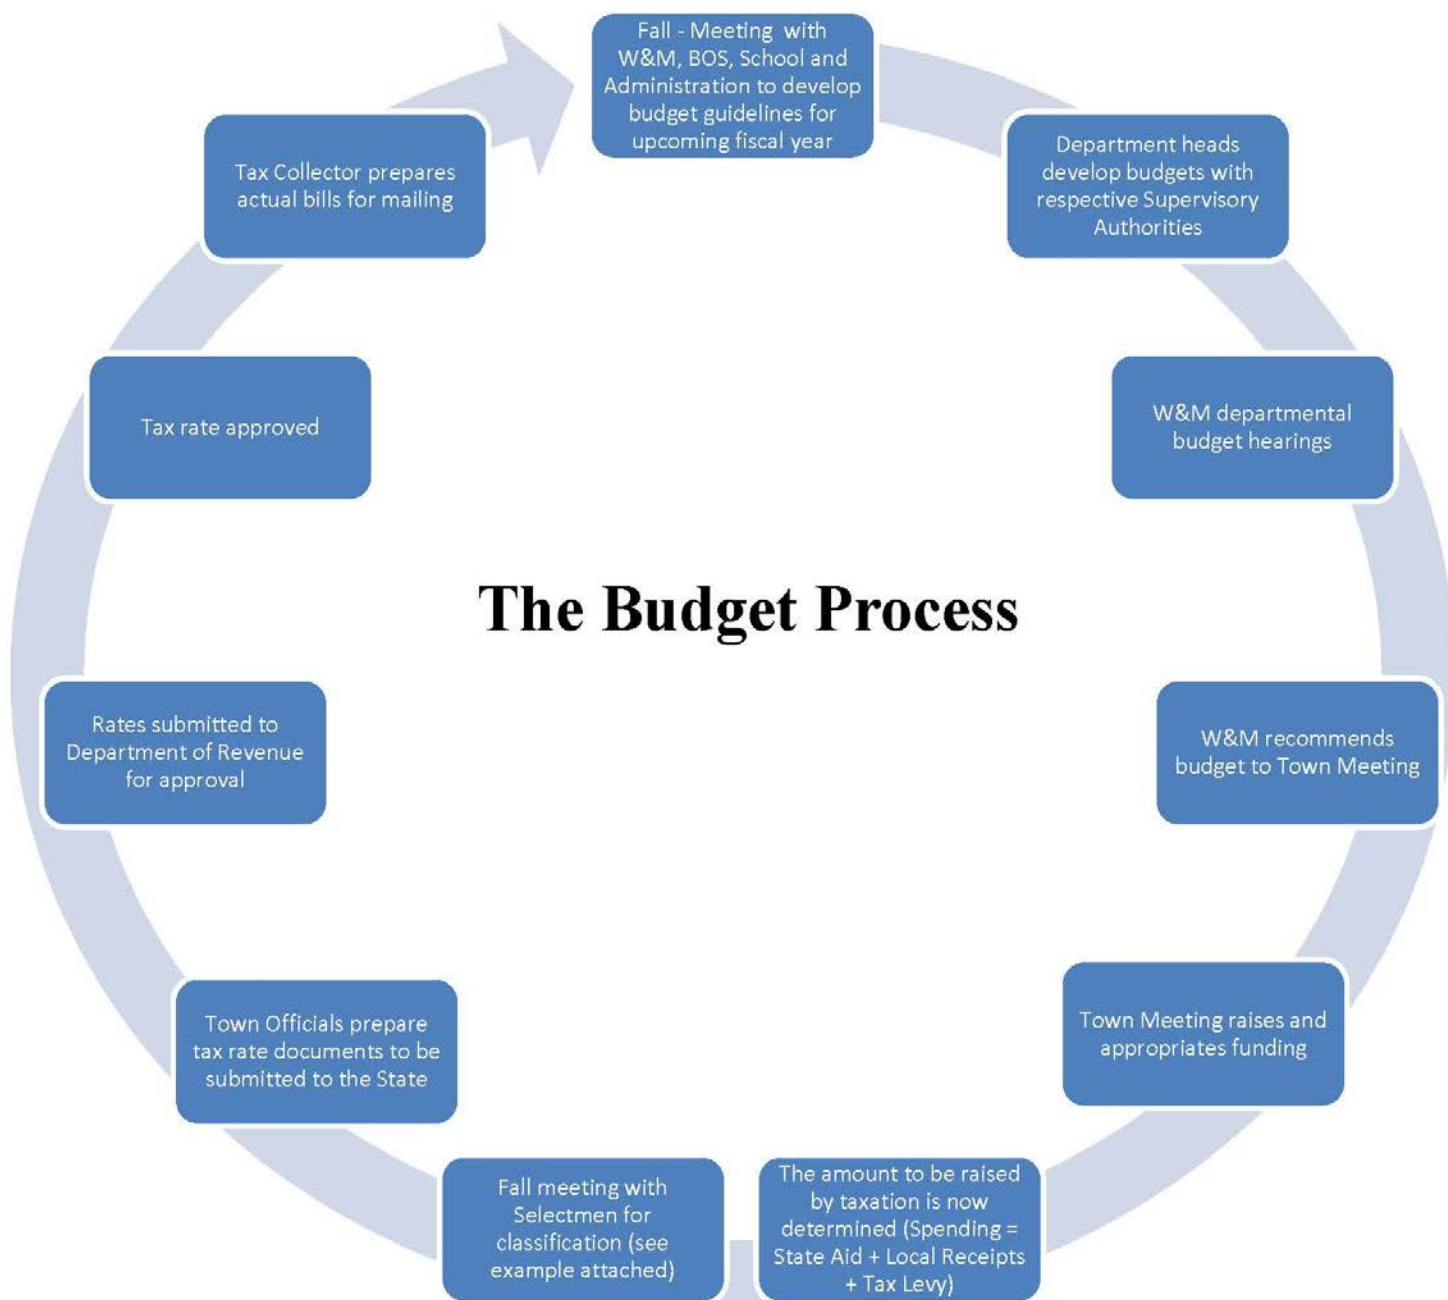 Fall - Meeting with
W&M, BOS, School and
Administration to develop
budget guidelines for
upcoming fiscal year
Department heads
develop budgets with
respective Supervisory
Authorities
W&M departmental
budget hearings
W&M recommends
budget to Town Meeting
Town Meeting raises and
appropriates funding
The amount to be raised
by taxation is now
determined (Spending =
State Aid + Local Receipts
+ Tax Levy)
Fall meeting with
Selectmen for
classification (see
example attached)
Town Officials prepare
tax rate documents to be
submitted to the State
Rates submitted to
Department of Revenue
for approval
Tax rate approved
Tax Collector prepares
actual bills for mailing
The Budget Process